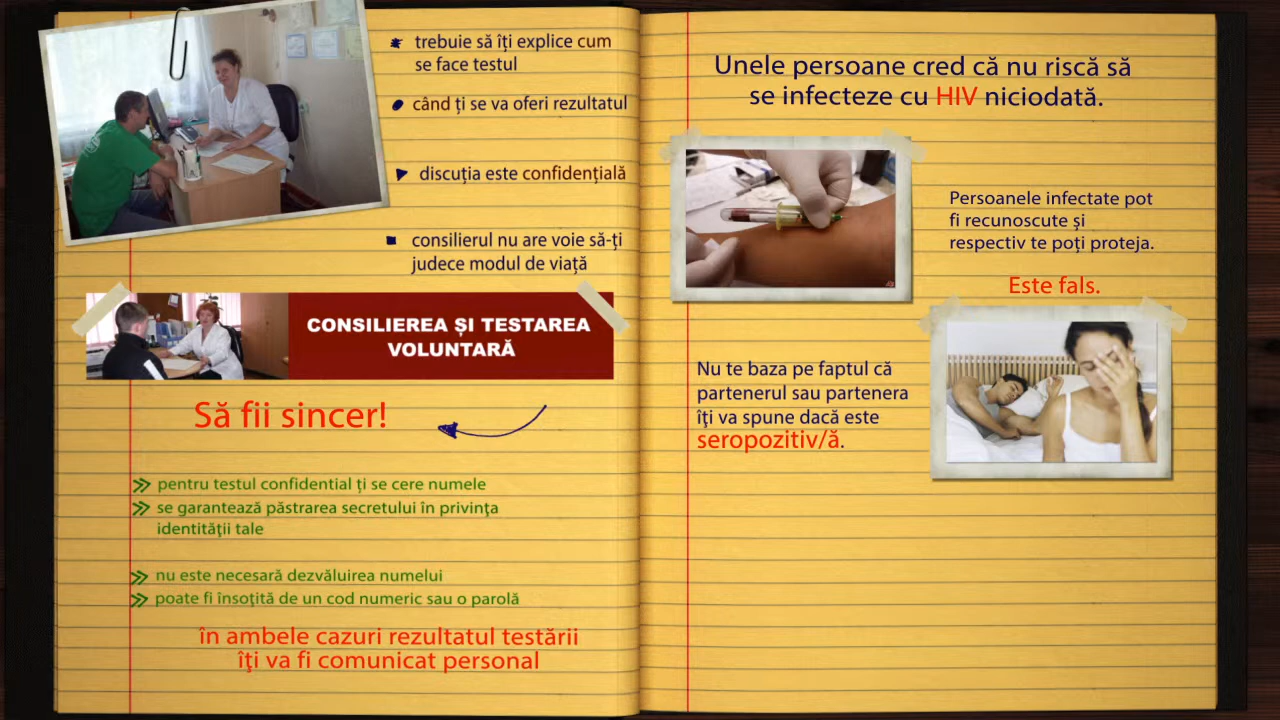 trebuie să îți explice cum
se face testul
când ți se va oferi rezultatul
discuția este confidențială
consilierul nu are voie să-ți
judece modul de viață
CONSILIEREA ȘI TESTAREA
VOLUNTARĂ
Să fii sincer!
pentru testul confidential ți se cere numele
se garantează păstrarea secretului în privința
identității tale
nu este necesară dezvăluirea numelui
poate fi însoțită de un cod numeric sau o parolă
în ambele cazuri rezultatul testării
îți va fi comunicat personal
Unele persoane cred că nu riscă să
se infecteze cu HIV niciodată.
Persoanele infectate pot
fi recunoscute și
respectiv te poți proteja.
Este fals.
Nu te baza pe faptul că
partenerul sau partenera
îți va spune dacă este
seropozitiv/ă.